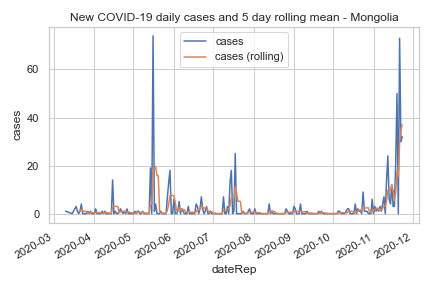 New COVID-19 daily cases and 5 day rolling mean - Mongolia
cases
cases (rolling)
cases
60
40
20
0
2020-03
2020-04
2020-05
2020-06
2020-07
2020-08
2020-09
2020-10
2020-11
2020-12
dateRep